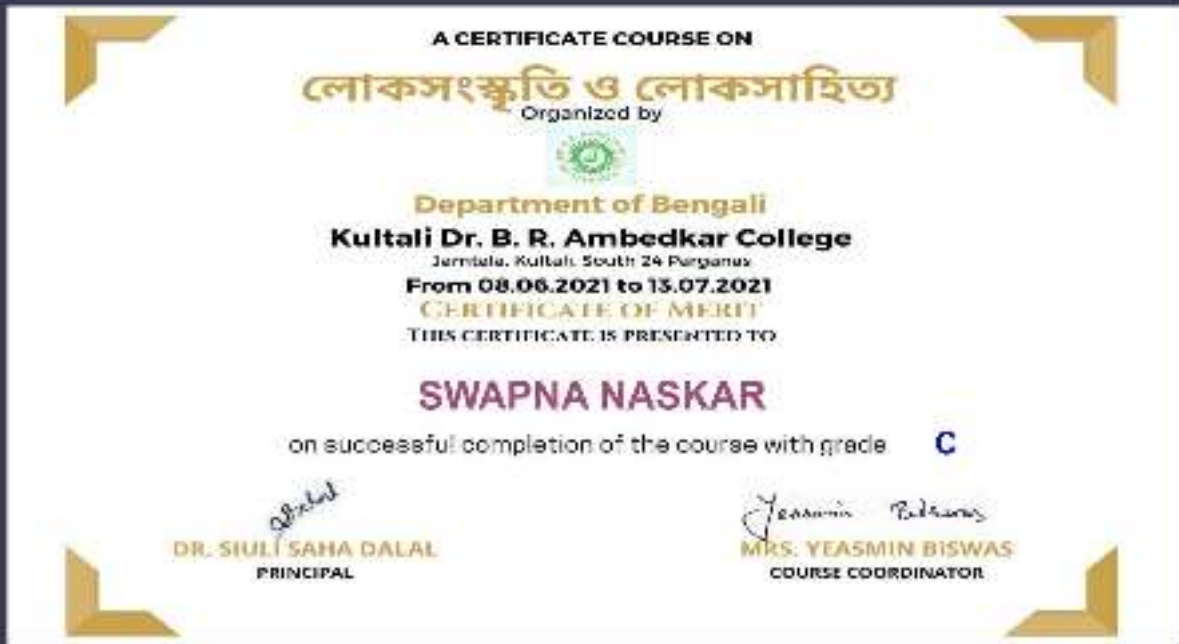 A CERTIFICATE COURSE ON
লোকসংস্কৃতি ও লোকসাহিত্য
Organized by
Department of Bengali
Kultali Dr. B. R. Ambedkar College
Jamtala, Kultali, South 24 Parganas
From 08.06.2021 to 13.07.2021
CERTIFICATE OF MERIT
THIS CERTIFICATE IS PRESENTED TO
SWAPNA NASKAR
on successful completion of the course with grade C
Yeasmin Biswas
DR. SIULI SAHA DALAL
MRS. YEASMIN BISWAS
PRINCIPAL
COURSE COORDINATOR